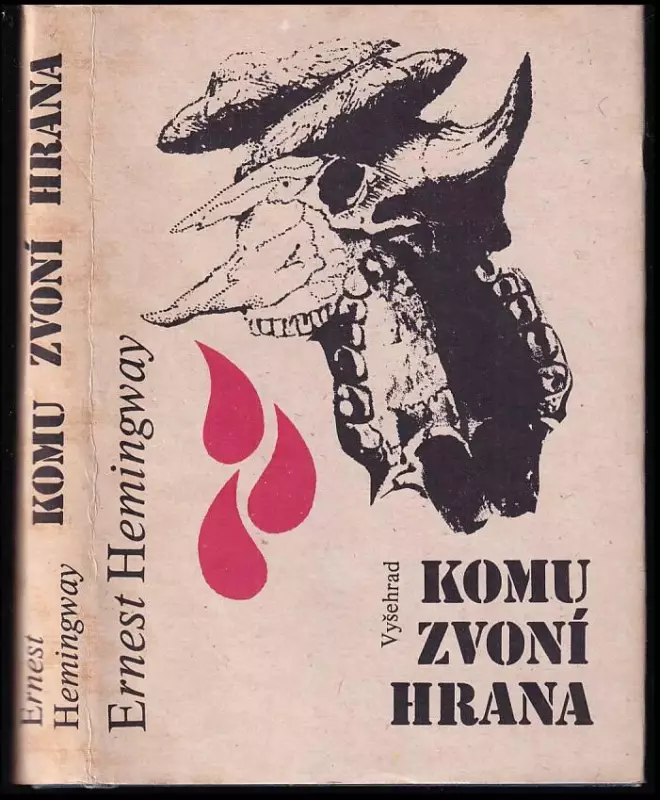 Ernest
Hemingway
KOMU ZVONÍ HRANA
Ernest Hemingway
Vyšehrad
KOMU
ZVONÍ
HRANA